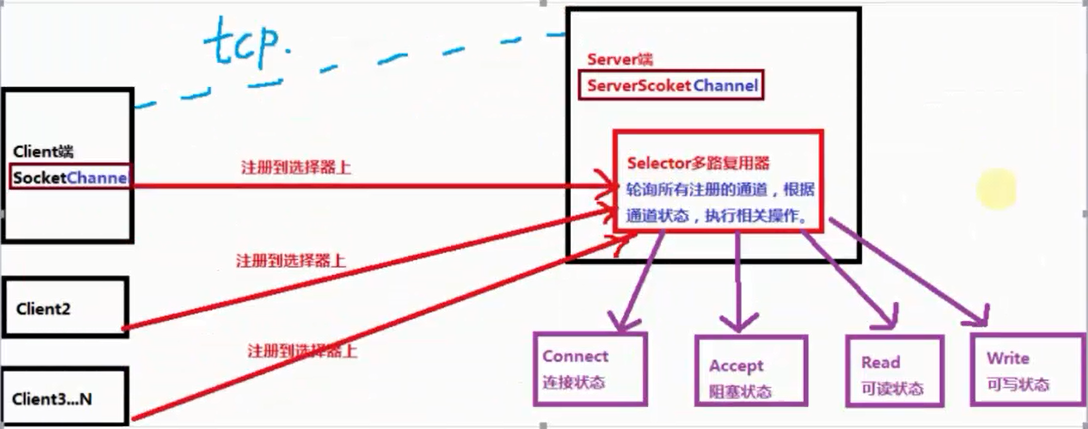 tcp.
Server端
ServerScoketChannel
Client端
SocketChannel
注册到选择器上
Selector多路复用器
轮询所有注册的通道，根据
通道状态，执行相关操作。
注册到选择器上
Client2
注册到选择器上
Client3...N
Connect
连接状态
Accept
阻塞状态
Read
可读状态
Write
可写状态